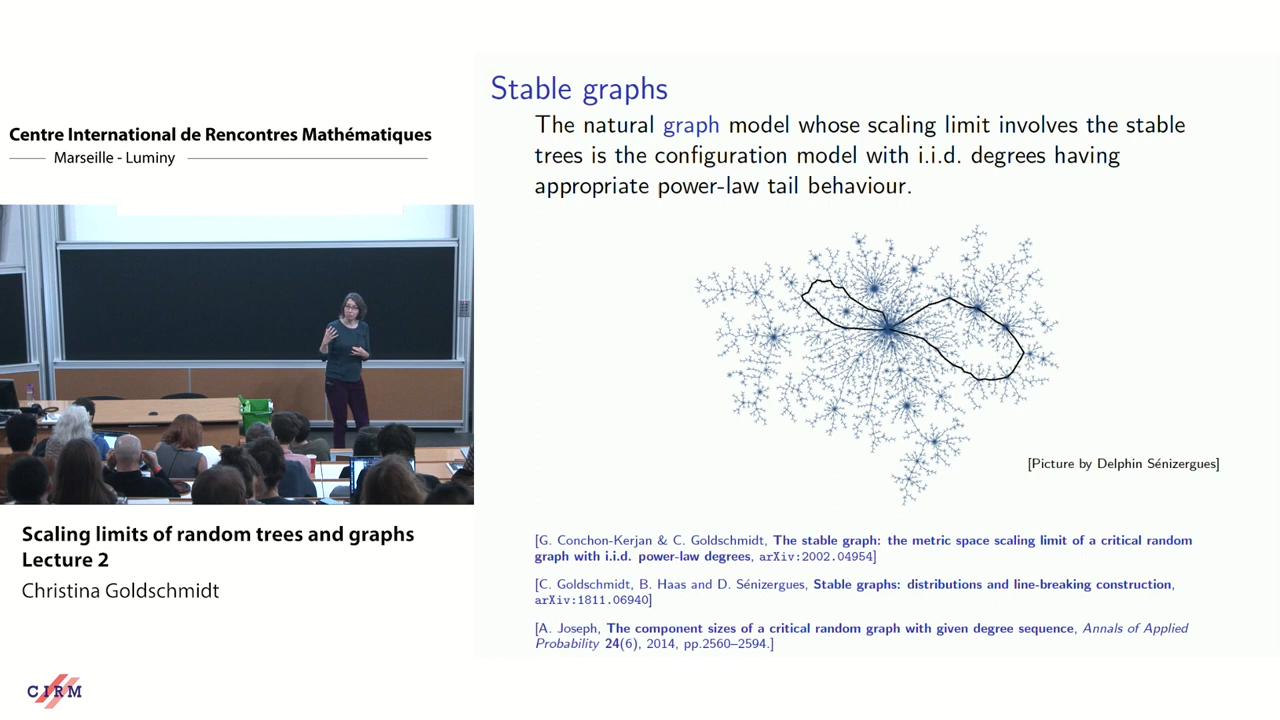 Centre International de Rencontres Mathématiques
Marseille - Luminy
Scaling limits of random trees and graphs
Lecture 2
Christina Goldschmidt
CIRM
Stable graphs
The natural graph model whose scaling limit involves the stable
trees is the configuration model with i.i.d. degrees having
appropriate power-law tail behaviour.
[Picture by Delphin Sénizergues]
[G. Conchon-Kerjan & C. Goldschmidt, The stable graph: the metric space scaling limit of a critical random
graph with i.i.d. power-law degrees, arXiv:2002.04954]
[C. Goldschmidt, B. Haas and D. Sénizergues, Stable graphs: distributions and line-breaking construction,
arXiv:1811.06940]
[A. Joseph, The component sizes of a critical random graph with given degree sequence, Annals of Applied
Probability 24(6), 2014, pp.2560–2594.]